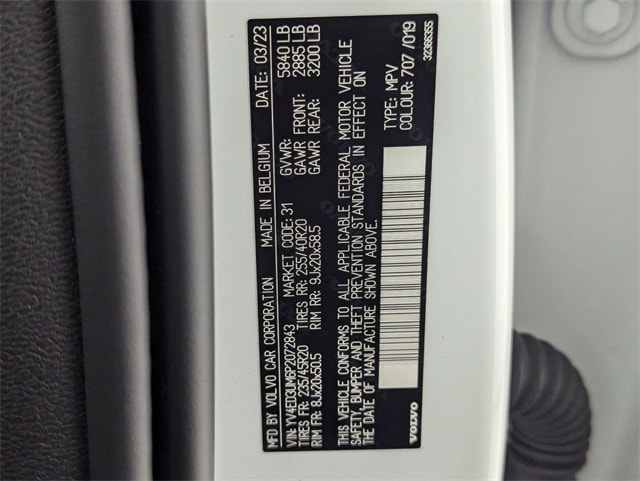 MFD BY VOLVO CAR CORPORATION MADE IN BELGIUM DATE: 03/23
VIN: YV4ED3UM6P2072843 MARKET CODE: 31 GVWR: 5840 LB
TIRES FR: 235/45R20 TIRES RR: 255/40R20 GAWR FRONT: 2885 LB
RIM FR: 8Jx20x50.5 RIM RR: 9Jx20x58.5 GAWR REAR: 3200 LB
THIS VEHICLE CONFORMS TO ALL APPLICABLE FEDERAL MOTOR VEHICLE
SAFETY, BUMPER AND THEFT PREVENTION STANDARDS IN EFFECT ON
THE DATE OF MANUFACTURE SHOWN ABOVE.
TYPE: MPV
COLOUR: 707 /019
VOLVO
32366355